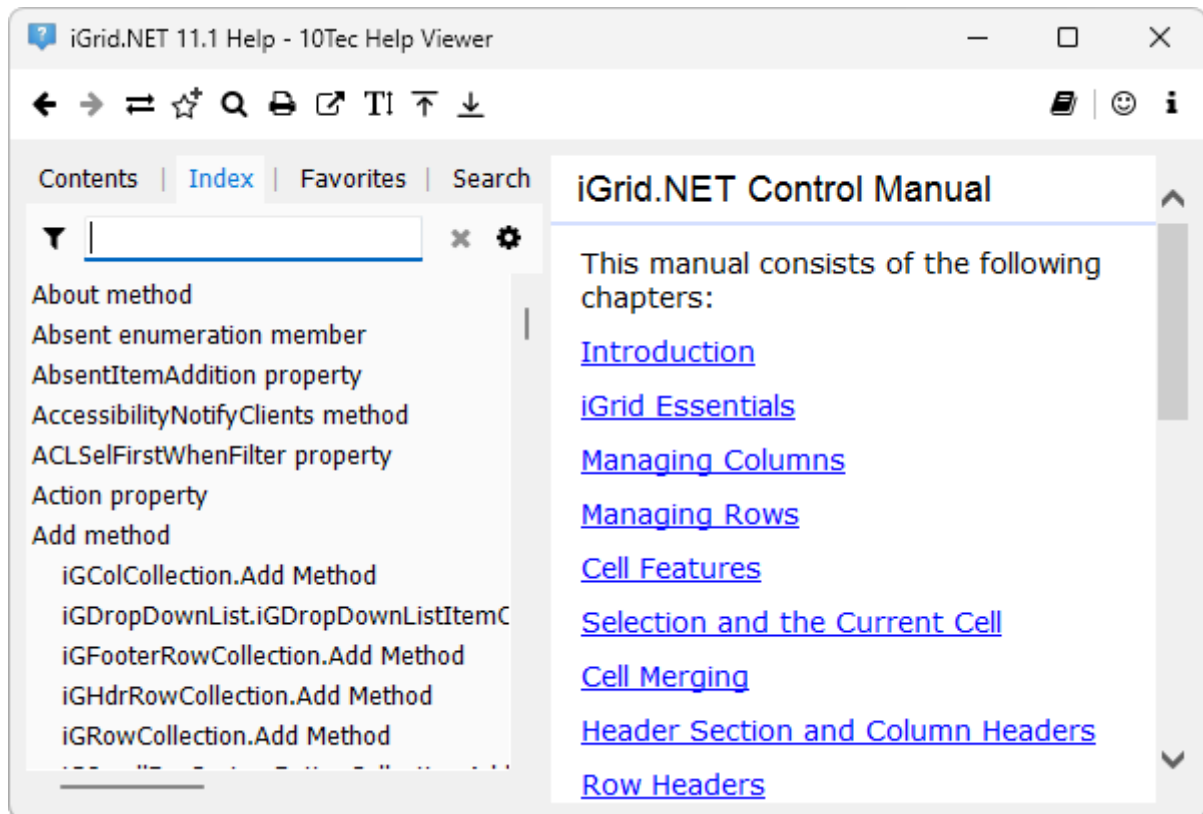 iGrid.NET 11.1 Help - 10Tec Help Viewer
Contents | Index | Favorites | Search
About method
Absent enumeration member
AbsentItemAddition property
AccessibilityNotifyClients method
ACLSelFirstWhenFilter property
Action property
Add method
iGColCollection.Add Method
iGDropDownList.iGDropDownListItemC
iGFooterRowCollection.Add Method
iGHdrRowCollection.Add Method
iGRowCollection.Add Method
iGrid.NET Control Manual
This manual consists of the following
chapters:
Introduction
iGrid Essentials
Managing Columns
Managing Rows
Cell Features
Selection and the Current Cell
Cell Merging
Header Section and Column Headers
Row Headers